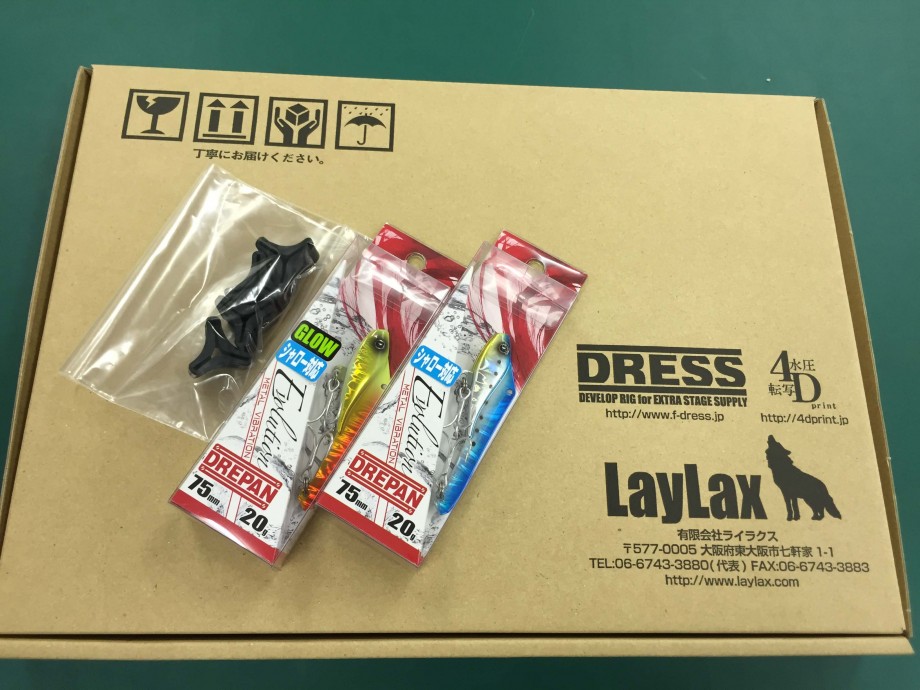 丁寧にお届けください。
GLOW
シャロー対応
Evolution
METAL VIBRATION
DREPAN
75mm
20g
シャロー対応
Evolution
METAL VIBRATION
DREPAN
75mm
20g
DRESS
DEVELOP RIG for EXTRA STAGE SUPPLY
http://www.f-dress.jp
4D
水圧
転写
print
http://4dprint.jp
LayLax
有限会社ライラクス
〒577-0005 大阪府東大阪市七軒家 1-1
TEL:06-6743-3880(代表) FAX:06-6743-3883
http://www.laylax.com